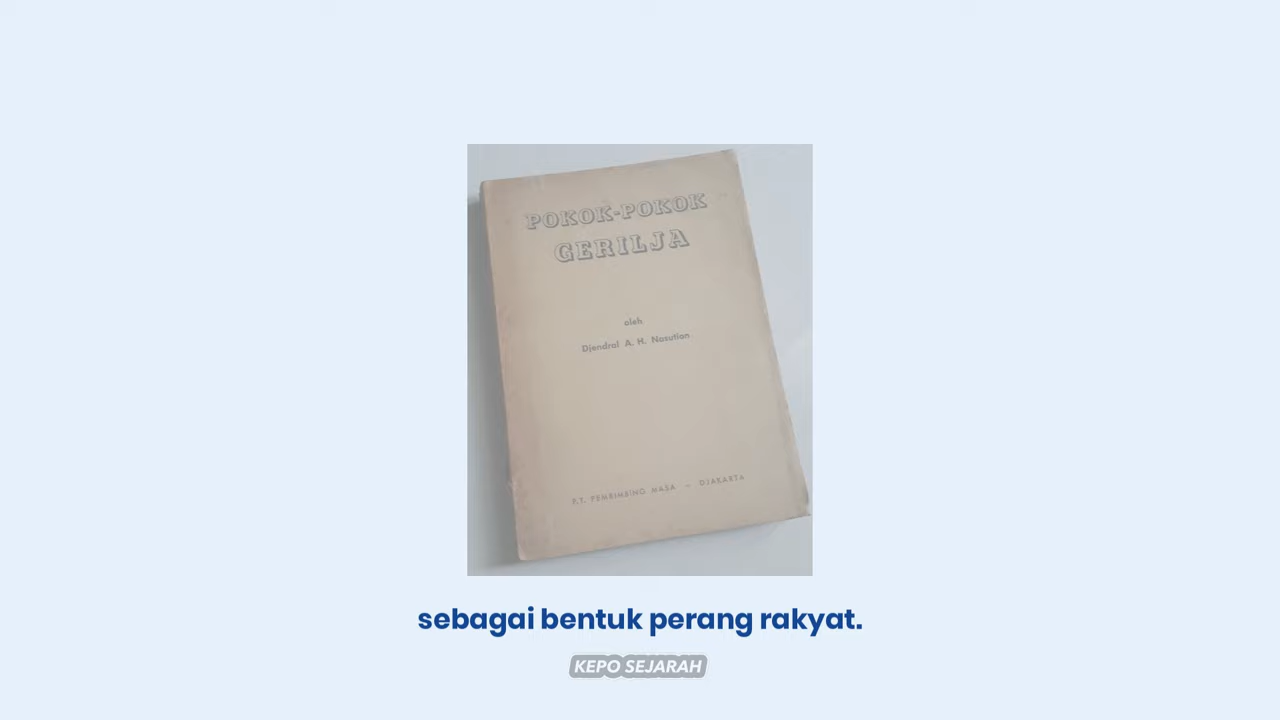 POKOK-POKOK
GERILJA
oleh
Djendral A. H. Nasution
P.T. PEMBIMBING MASA – DJAKARTA
sebagai bentuk perang rakyat.
KEPO SEJARAH